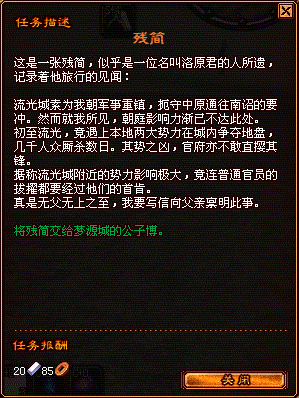 任务描述
残简
这是一张残简，似乎是一位名叫洛原君的人所遗，
记录着他旅行的见闻：
流光城素为我朝军事重镇，扼守中原通往南诏的要
冲。然而就我所见，朝庭影响力渐已不达此处。
初至流光，竟遇上本地两大势力在城内争夺地盘，
几千人众厮杀数日。其势之凶，官府亦不敢直撄其
锋。
据称流光城附近的势力影响极大，竟连普通官员的
拔擢都要经过他们的首肯。
真是无父无上之至，我要写信向父亲禀明此事。
将残简交给梦源城的公子博。
任务报酬
20 85
关闭